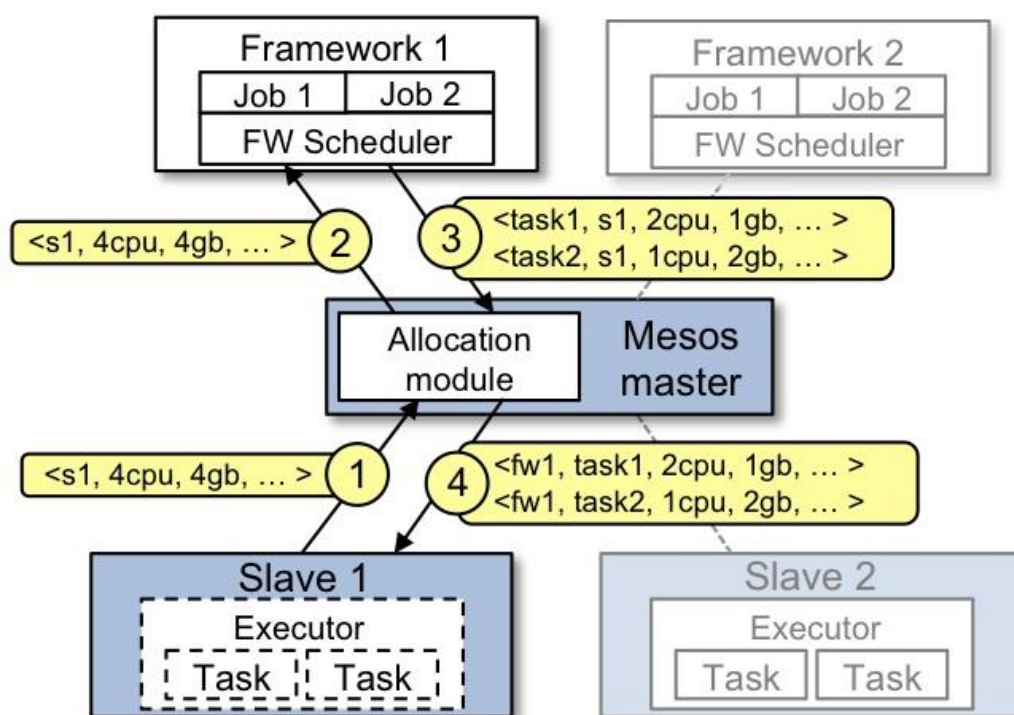 Framework 1
Job 1 Job 2
FW Scheduler
Framework 2
Job 1 Job 2
FW Scheduler
<s1, 4cpu, 4gb, … >
2
3
<task1, s1, 2cpu, 1gb, … >
<task2, s1, 1cpu, 2gb, … >
Allocation
module
Mesos
master
<s1, 4cpu, 4gb, … >
1
4
<fw1, task1, 2cpu, 1gb, … >
<fw1, task2, 1cpu, 2gb, … >
Slave 1
Executor
Task Task
Slave 2
Executor
Task Task